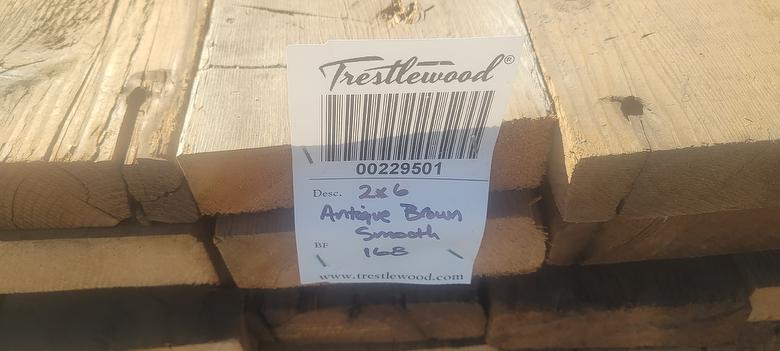 Trestlewood®
00229501
Desc. 2x6
Antique Brown
Smooth
BF 168
www.trestlewood.com